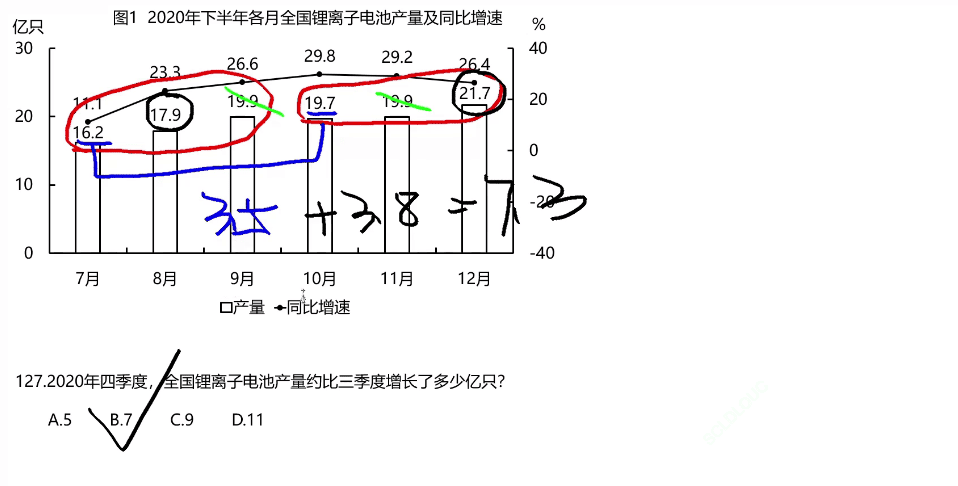 图1 2020年下半年各月全国锂离子电池产量及同比增速
亿只 %
30 40
29.8 29.2
23.3 26.6 26.4
11.1 21.7
20 17.9 19.9 19.7 19.9 20
16.2
0
10
3.5 + 3.8 = 7.3
-20
0 -40
7月 8月 9月 10月 11月 12月
产量 同比增速
127.2020年四季度，全国锂离子电池产量约比三季度增长了多少亿只？
A.5 B.7 C.9 D.11